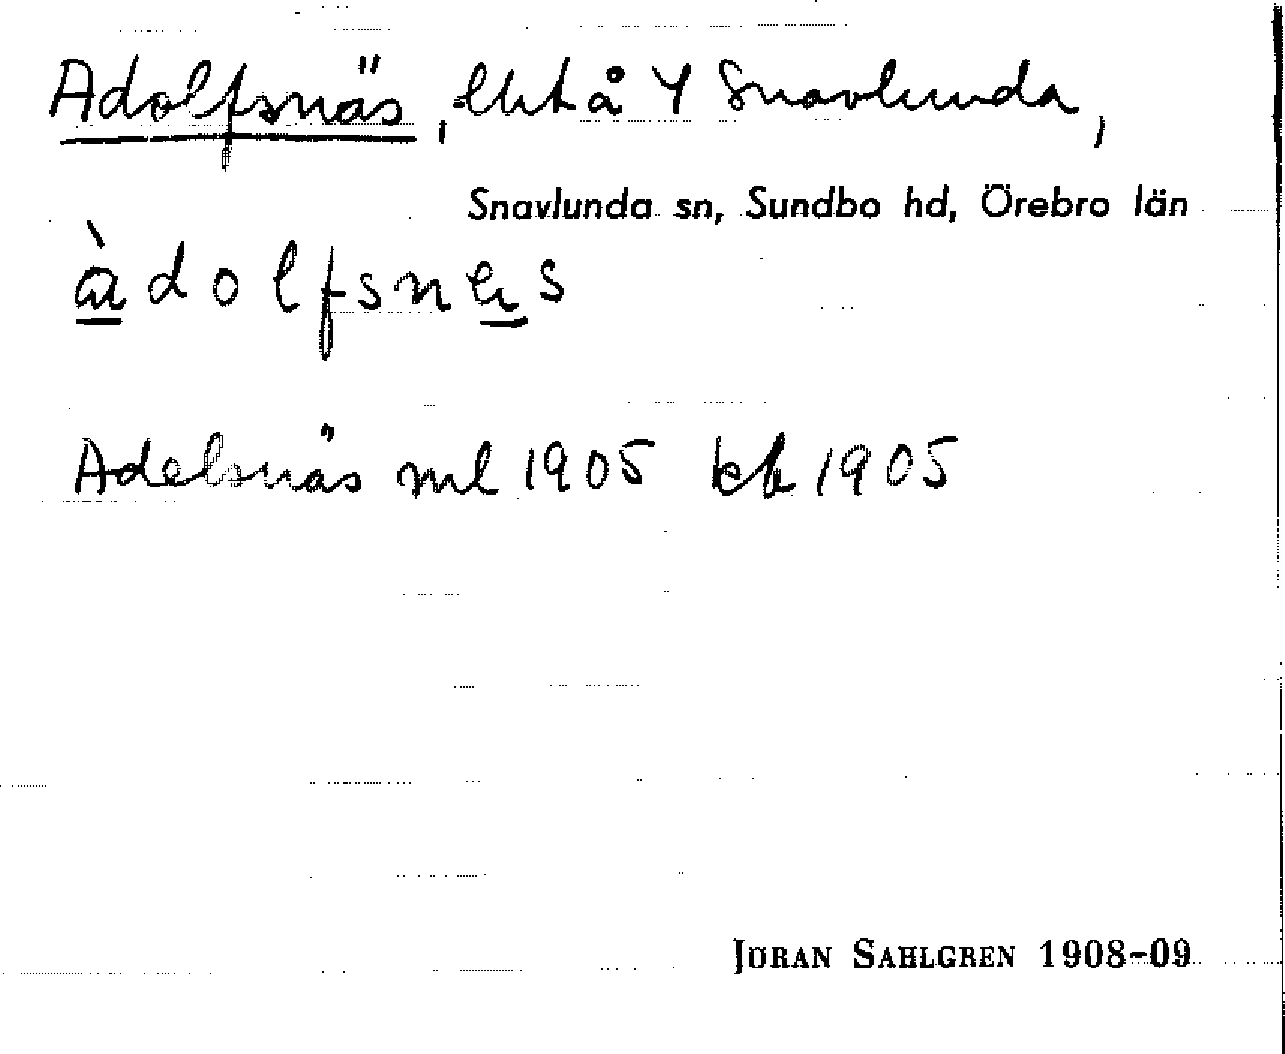 Adolfsnäs, lht å Y Snavlunda,
Snavlunda sn, Sundbo hd, Örebro län
àdolfsnes
Adelsnäs ml 1905 kb 1905
JÖRAN SAHLGREN 1908-09